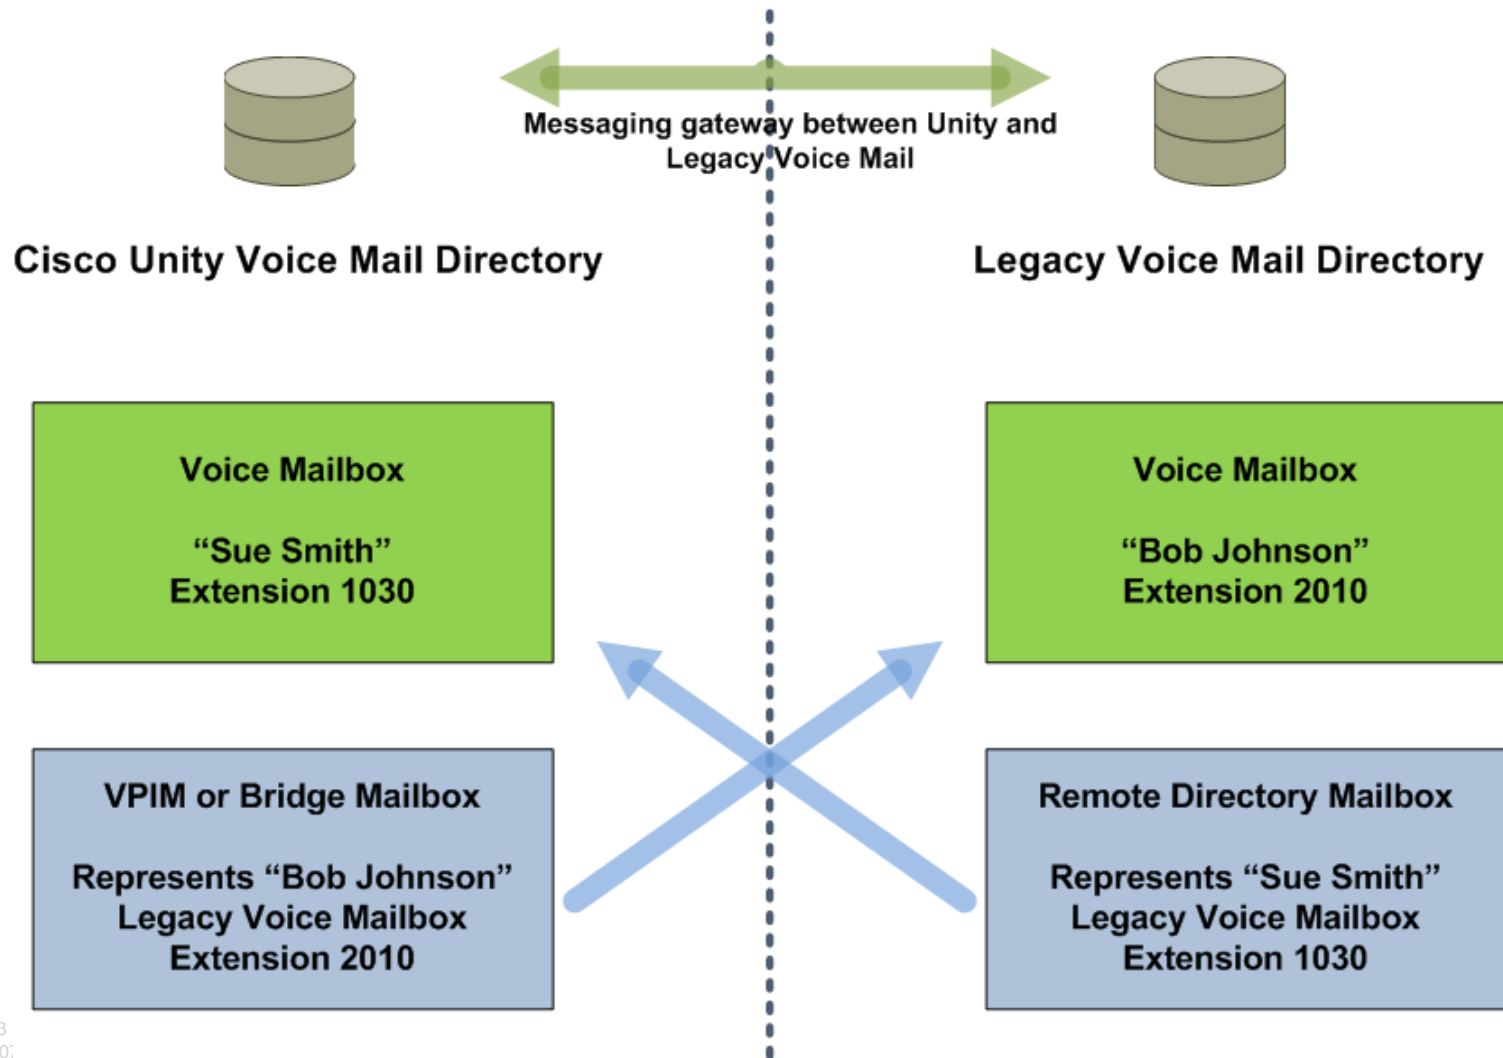 Messaging gateway between Unity and
Legacy Voice Mail
Cisco Unity Voice Mail Directory
Legacy Voice Mail Directory
Voice Mailbox
“Sue Smith”
Extension 1030
Voice Mailbox
“Bob Johnson”
Extension 2010
VPIM or Bridge Mailbox
Represents “Bob Johnson”
Legacy Voice Mailbox
Extension 2010
Remote Directory Mailbox
Represents “Sue Smith”
Legacy Voice Mailbox
Extension 1030